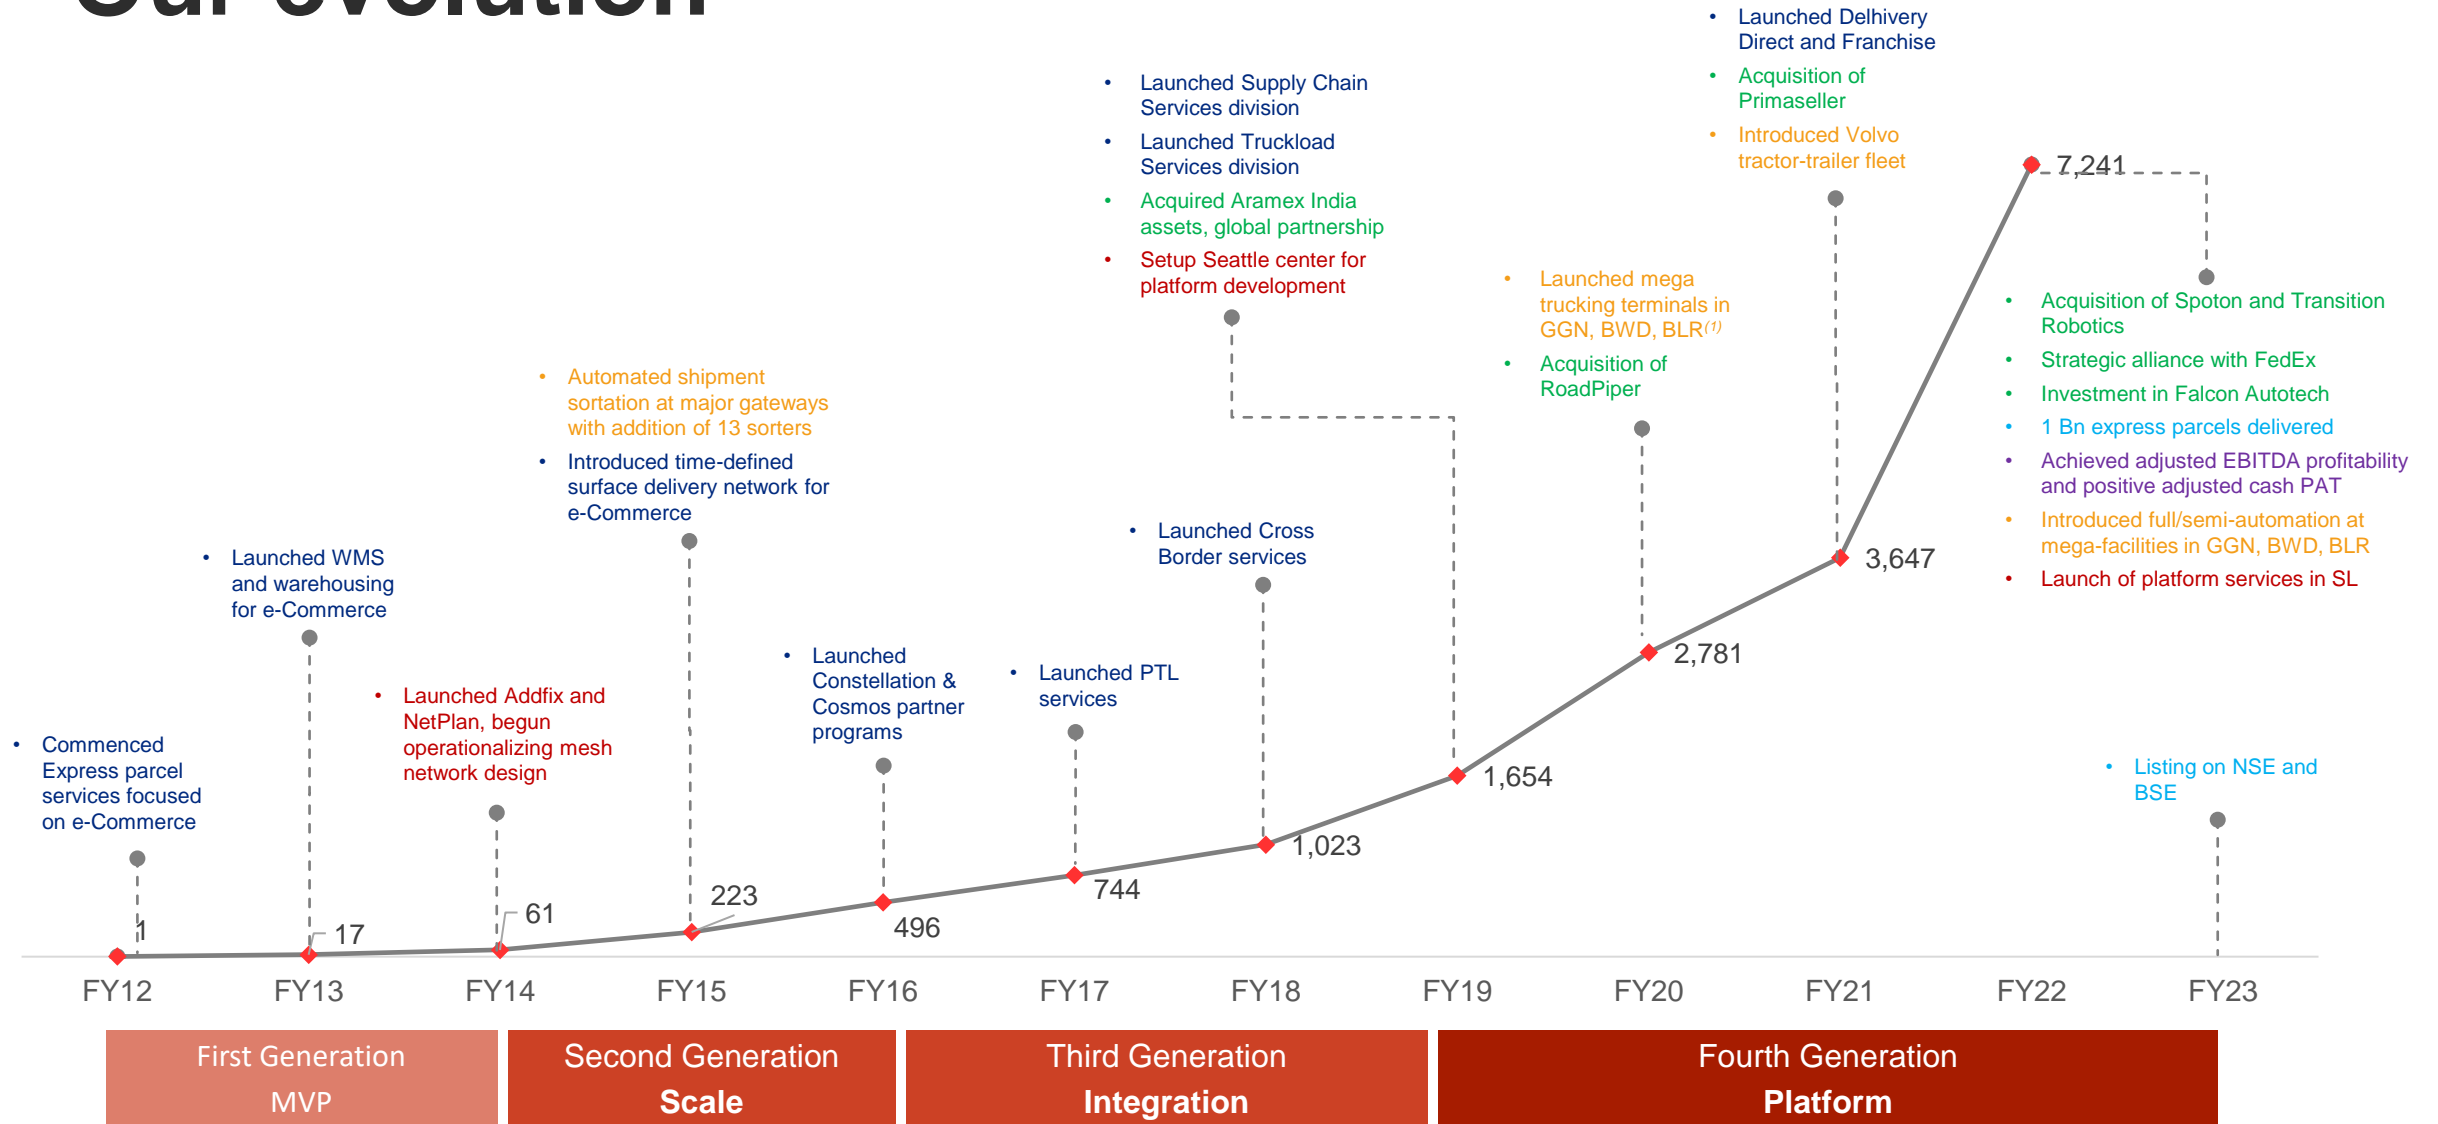 Our evolution
• Commenced
Express parcel
services focused
on e-Commerce
• Launched WMS
and warehousing
for e-Commerce
• Launched Addfix and
NetPlan, begun
operationalizing mesh
network design
• Automated shipment
sortation at major gateways
with addition of 13 sorters
• Introduced time-defined
surface delivery network for
e-Commerce
• Launched
Constellation &
Cosmos partner
programs
• Launched PTL
services
• Launched Cross
Border services
• Launched Supply Chain
Services division
• Launched Truckload
Services division
• Acquired Aramex India
assets, global partnership
• Setup Seattle center for
platform development
• Launched mega
trucking terminals in
GGN, BWD, BLR(1)
• Acquisition of
RoadPiper
• Launched Delhivery
Direct and Franchise
• Acquisition of
Primaseller
• Introduced Volvo
tractor-trailer fleet
• Acquisition of Spoton and Transition
Robotics
• Strategic alliance with FedEx
• Investment in Falcon Autotech
• 1 Bn express parcels delivered
• Achieved adjusted EBITDA profitability
and positive adjusted cash PAT
• Introduced full/semi-automation at
mega-facilities in GGN, BWD, BLR
• Launch of platform services in SL
• Listing on NSE and
BSE
1
17
61
223
496
744
1,023
1,654
2,781
3,647
7,241
FY12
FY13
FY14
FY15
FY16
FY17
FY18
FY19
FY20
FY21
FY22
FY23
First Generation
MVP
Second Generation
Scale
Third Generation
Integration
Fourth Generation
Platform